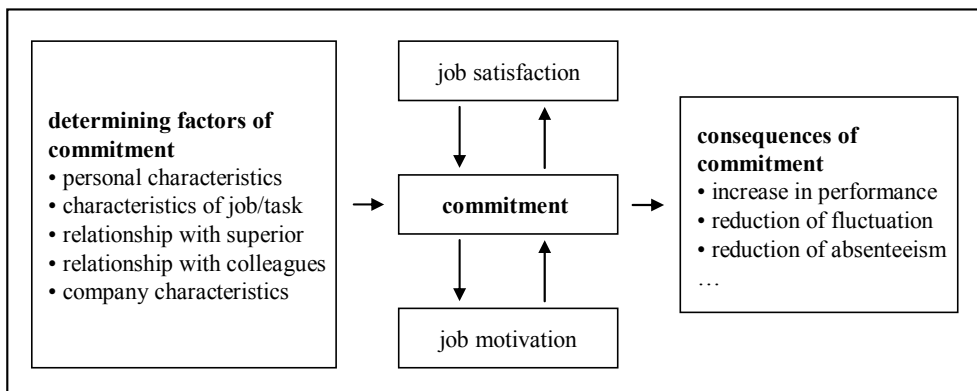 determining factors of
commitment
• personal characteristics
• characteristics of job/task
• relationship with superior
• relationship with colleagues
• company characteristics
job satisfaction
commitment
job motivation
consequences of
commitment
• increase in performance
• reduction of fluctuation
• reduction of absenteeism
…